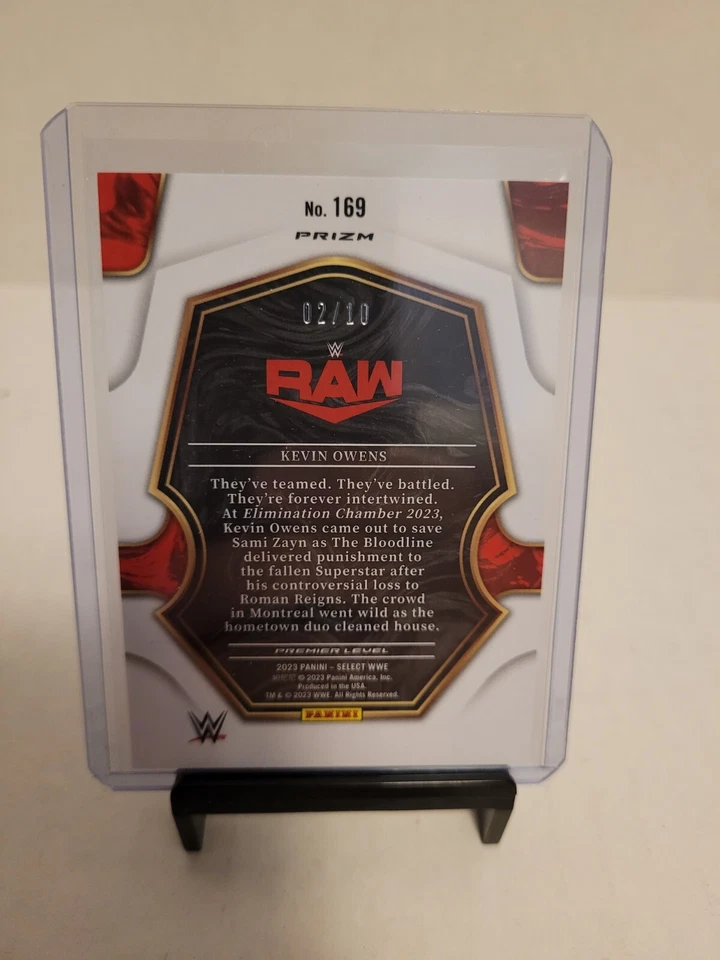 No. 169
PRIZM
02/10
W
RAW
KEVIN OWENS
They've teamed. They've battled.
They're forever intertwined.
At Elimination Chamber 2023,
Kevin Owens came out to save
Sami Zayn as The Bloodline
delivered punishment to
the fallen Superstar after
his controversial loss to
Roman Reigns. The crowd
in Montreal went wild as the
hometown duo cleaned house.
PREMIER LEVEL
2023 PANINI – SELECT WWE
© 2023 Panini America, Inc.
Produced in the USA.
TM & © 2023 WWE. All Rights Reserved.
PANINI
W